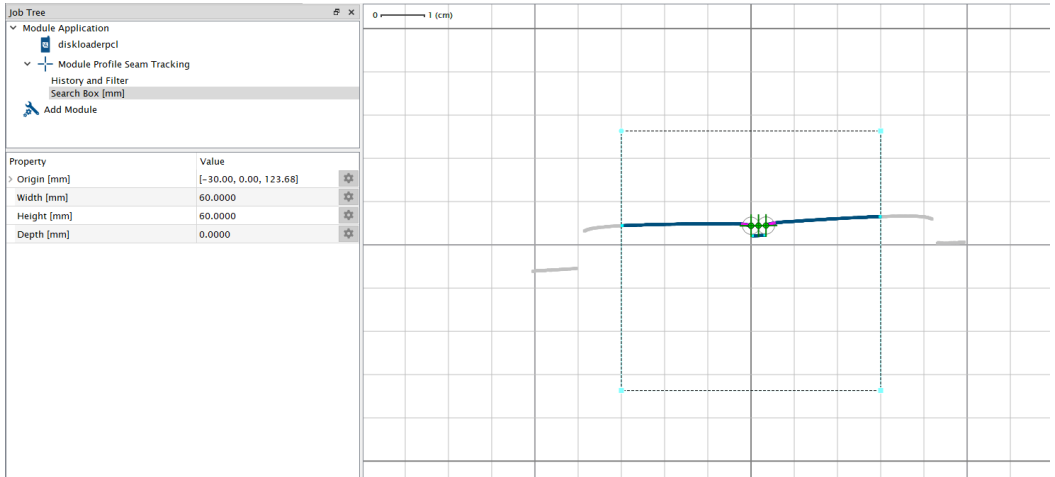 Job Tree
Module Application
diskloaderpcl
Module Profile Seam Tracking
History and Filter
Search Box [mm]
Add Module
Property Value
Origin [mm] [-30.00, 0.00, 123.68]
Width [mm] 60.0000
Height [mm] 60.0000
Depth [mm] 0.0000
0 1 (cm)